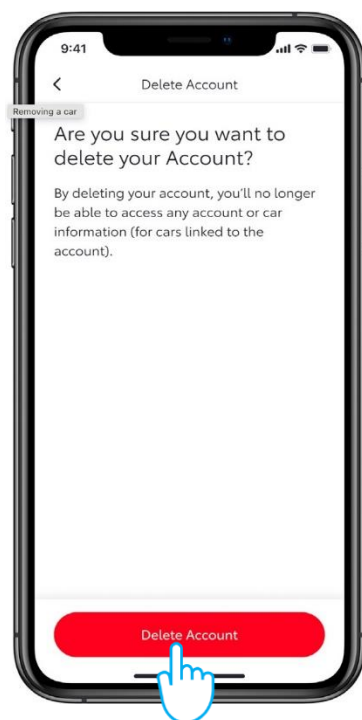 9:41
Delete Account
Removing a car
Are you sure you want to
delete your Account?
By deleting your account, you’ll no longer
be able to access any account or car
information (for cars linked to the
account).
Delete Account